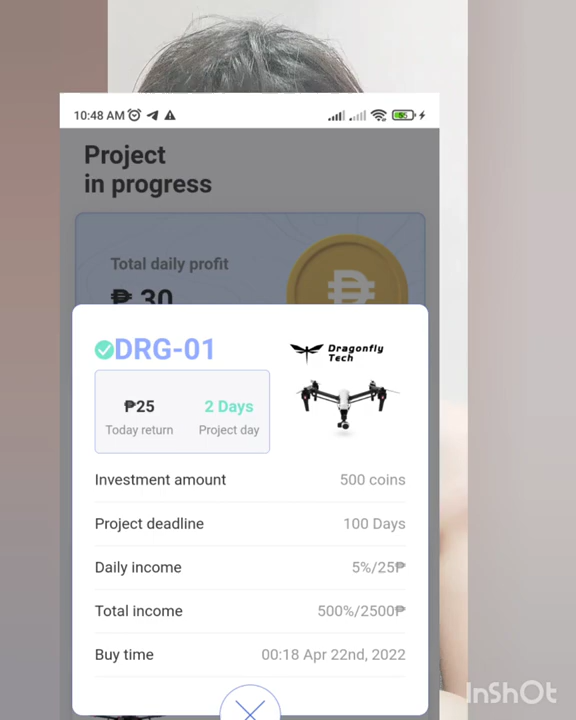 10:48 AM
55
Project
in progress
Total daily profit
₱ 30
DRG-01
Dragonfly
Tech
₱25
2 Days
Today return
Project day
Investment amount
500 coins
Project deadline
100 Days
Daily income
5%/25₱
Total income
500%/2500₱
Buy time
00:18 Apr 22nd, 2022
InShOt